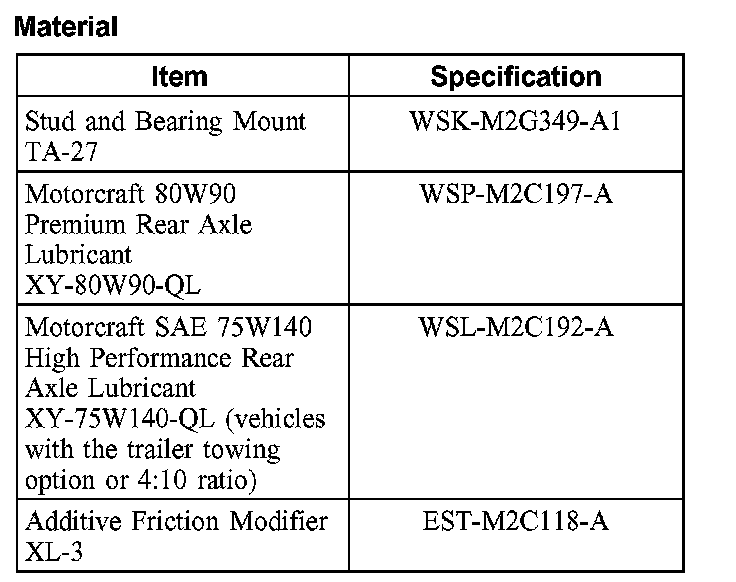 Material
Item
Specification
Stud and Bearing Mount
TA-27
WSK-M2G349-A1
Motorcraft 80W90
Premium Rear Axle
Lubricant
XY-80W90-QL
WSP-M2C197-A
Motorcraft SAE 75W140
High Performance Rear
Axle Lubricant
XY-75W140-QL (vehicles
with the trailer towing
option or 4:10 ratio)
WSL-M2C192-A
Additive Friction Modifier
XL-3
EST-M2C118-A